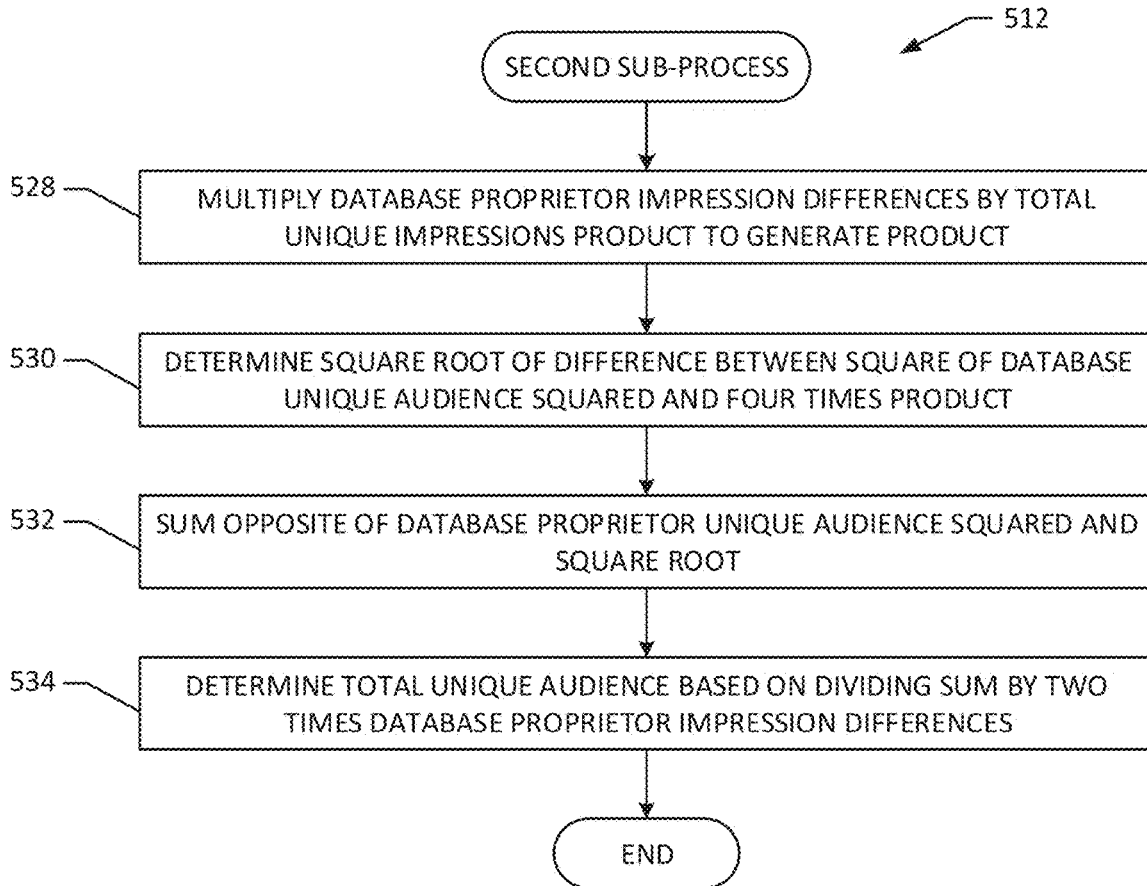 512
SECOND SUB-PROCESS
528
MULTIPLY DATABASE PROPRIETOR IMPRESSION DIFFERENCES BY TOTAL
UNIQUE IMPRESSIONS PRODUCT TO GENERATE PRODUCT
530
DETERMINE SQUARE ROOT OF DIFFERENCE BETWEEN SQUARE OF DATABASE
UNIQUE AUDIENCE SQUARED AND FOUR TIMES PRODUCT
532
SUM OPPOSITE OF DATABASE PROPRIETOR UNIQUE AUDIENCE SQUARED AND
SQUARE ROOT
534
DETERMINE TOTAL UNIQUE AUDIENCE BASED ON DIVIDING SUM BY TWO
TIMES DATABASE PROPRIETOR IMPRESSION DIFFERENCES
END